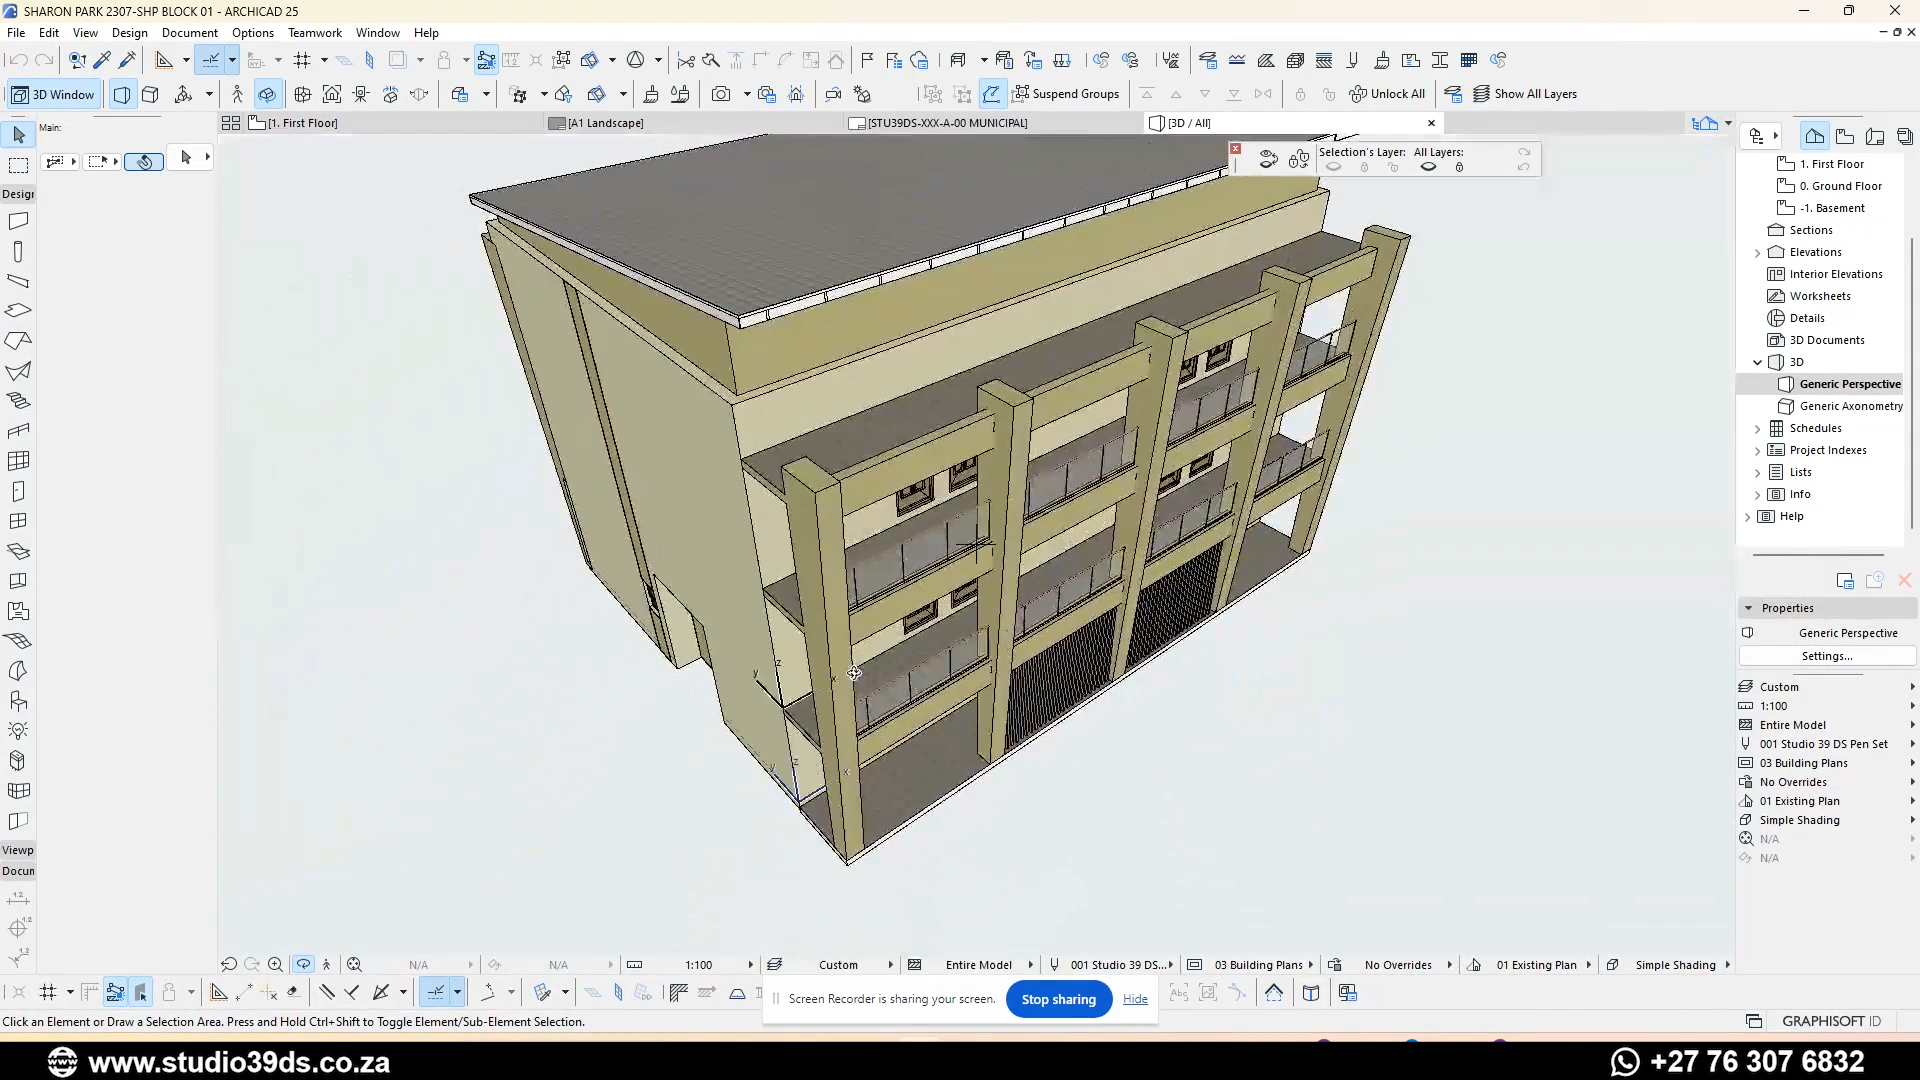 SHARON PARK 2307-SHP BLOCK 01 - ARCHICAD 25
File Edit View Design Document Options Teamwork Window Help
3D Window
Suspend Groups
Unlock All
Show All Layers
Main:
[1. First Floor]
[A1 Landscape]
[STU39DS-XXX-A-00 MUNICIPAL]
[3D / All]
Selection's Layer: All Layers:
Desigr
Viewp
Docun
1. First Floor
0. Ground Floor
-1. Basement
Sections
Elevations
Interior Elevations
Worksheets
Details
3D Documents
3D
Generic Perspective
Generic Axonometry
Schedules
Project Indexes
Lists
Info
Help
Properties
Generic Perspective
Settings...
Custom
1:100
Entire Model
001 Studio 39 DS Pen Set
03 Building Plans
No Overrides
01 Existing Plan
Simple Shading
N/A
N/A
z
y
x
z
y
x
1.2
1.2
1.2
N/A N/A 1:100 Custom Entire Model 001 Studio 39 DS... 03 Building Plans No Overrides 01 Existing Plan Simple Shading
Screen Recorder is sharing your screen. Stop sharing Hide
Click an Element or Draw a Selection Area. Press and Hold Ctrl+Shift to Toggle Element/Sub-Element Selection.
GRAPHISOFT ID
www.studio39ds.co.za
+27 76 307 6832